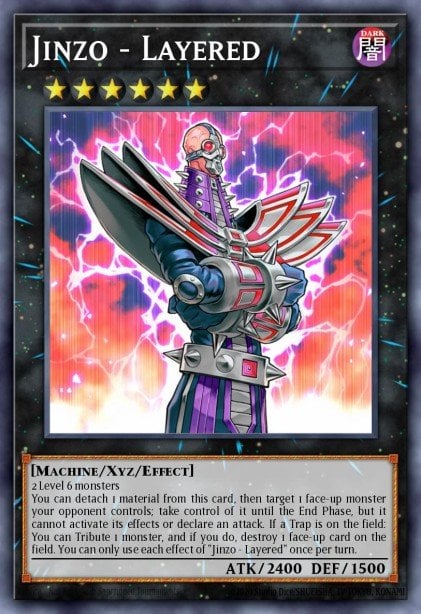 JINZO - LAYERED
DARK
闇
[MACHINE/XYZ/EFFECT]
2 Level 6 monsters
You can detach 1 material from this card, then target 1 face-up monster
your opponent controls; take control of it until the End Phase, but it
cannot activate its effects or declare an attack. If a Trap is on the field:
You can Tribute 1 monster, and if you do, destroy 1 face-up card on the
field. You can only use each effect of "Jinzo - Layered" once per turn.
ATK/2400 DEF/1500